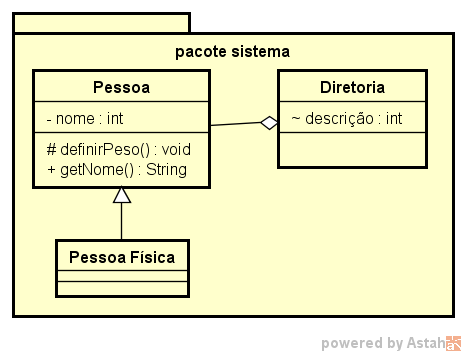 pacote sistema
Pessoa
- nome : int
# definirPeso() : void
+ getNome() : String
Diretoria
~ descrição : int
Pessoa Física
powered by Astah